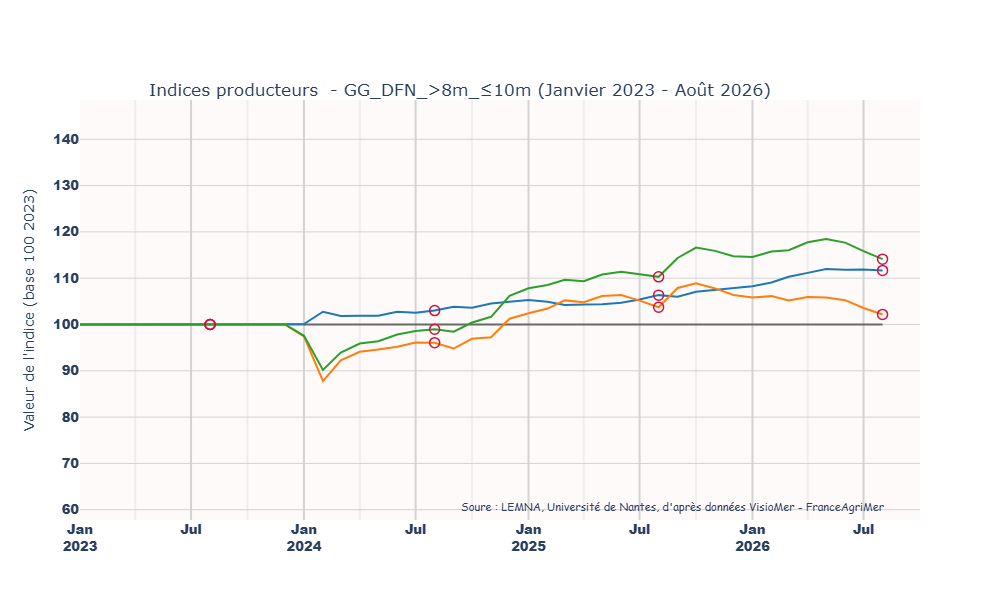 Indices producteurs - GG_DFN_>8m_≤10m (Janvier 2023 - Août 2026)
Valeur de l'indice (base 100 2023)
140
130
120
110
100
90
80
70
60
Soure : LEMNA, Université de Nantes, d'après données VisioMer - FranceAgriMer
Jan Jul Jan Jul Jan Jul Jan Jul
2023 2024 2025 2026